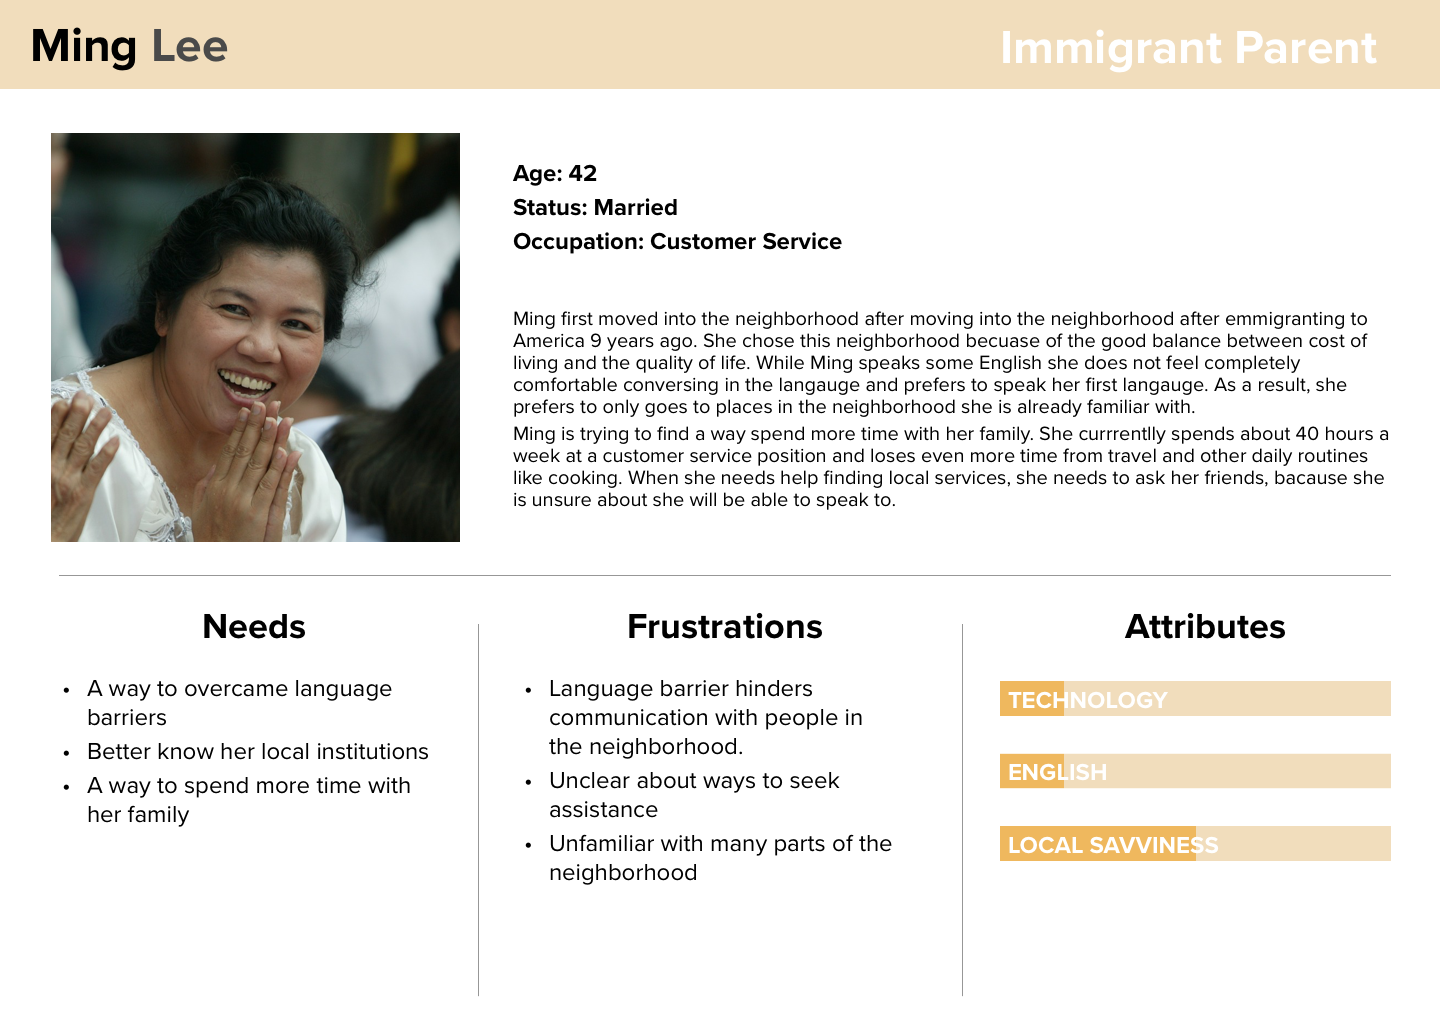 Ming Lee
Immigrant Parent
Age: 42
Status: Married
Occupation: Customer Service
Ming first moved into the neighborhood after moving into the neighborhood after emmigranting to
America 9 years ago. She chose this neighborhood becuase of the good balance between cost of
living and the quality of life. While Ming speaks some English she does not feel completely
comfortable conversing in the langauge and prefers to speak her first langauge. As a result, she
prefers to only goes to places in the neighborhood she is already familiar with.
Ming is trying to find a way spend more time with her family. She currrentlly spends about 40 hours a
week at a customer service position and loses even more time from travel and other daily routines
like cooking. When she needs help finding local services, she needs to ask her friends, bacause she
is unsure about she will be able to speak to.
Needs
• A way to overcame language
barriers
• Better know her local institutions
• A way to spend more time with
her family
Frustrations
• Language barrier hinders
communication with people in
the neighborhood.
• Unclear about ways to seek
assistance
• Unfamiliar with many parts of the
neighborhood
Attributes
TECHNOLOGY
ENGLISH
LOCAL SAVVINESS